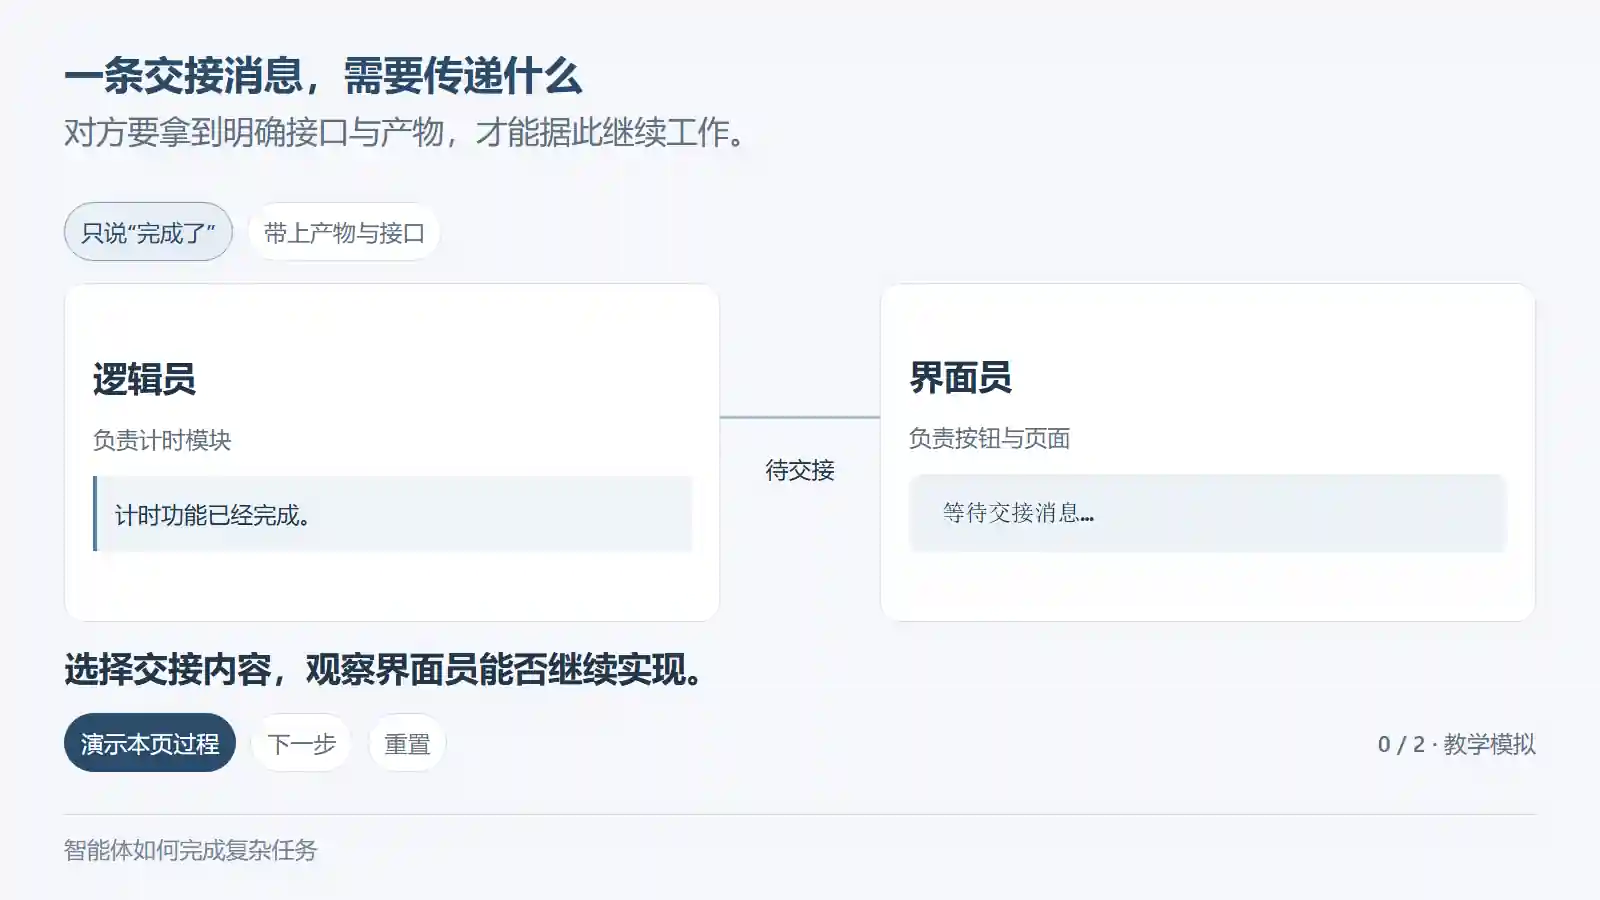 一条交接消息，需要传递什么
对方要拿到明确接口与产物，才能据此继续工作。
只说“完成了”
带上产物与接口
逻辑员
负责计时模块
计时功能已经完成。
待交接
界面员
负责按钮与页面
等待交接消息…
选择交接内容，观察界面员能否继续实现。
演示本页过程
下一步
重置
0 / 2 · 教学模拟
智能体如何完成复杂任务